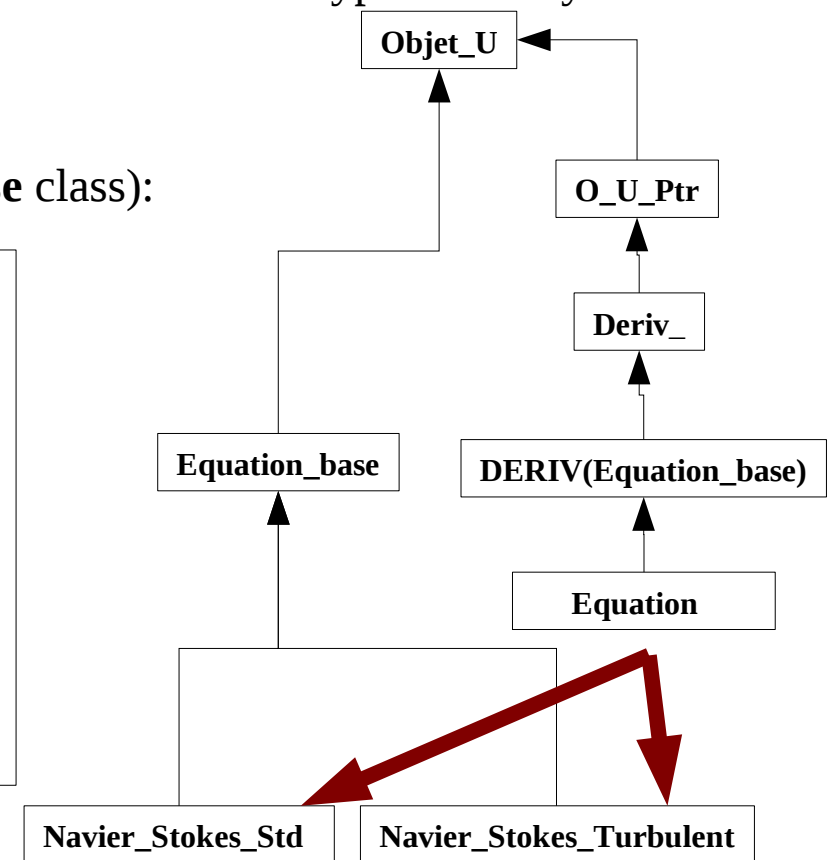 Objet_U
O_U_Ptr
class):
Deriv_
Equation_base
DERIV(Equation_base)
Equation
Navier_Stokes_Std
Navier_Stokes_Turbulent